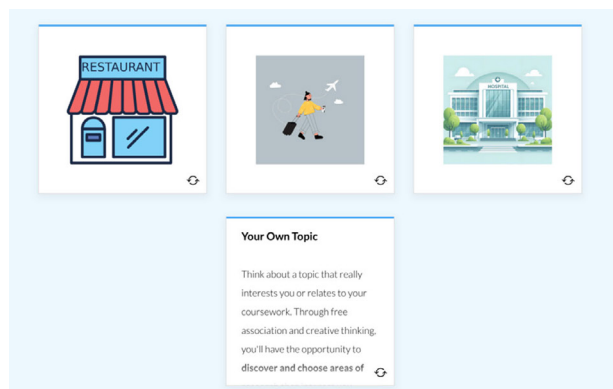 RESTAURANT
HOSPITAL
Your Own Topic
Think about a topic that really
interests you or relates to your
coursework. Through free
association and creative thinking,
you'll have the opportunity to
discover and choose areas of